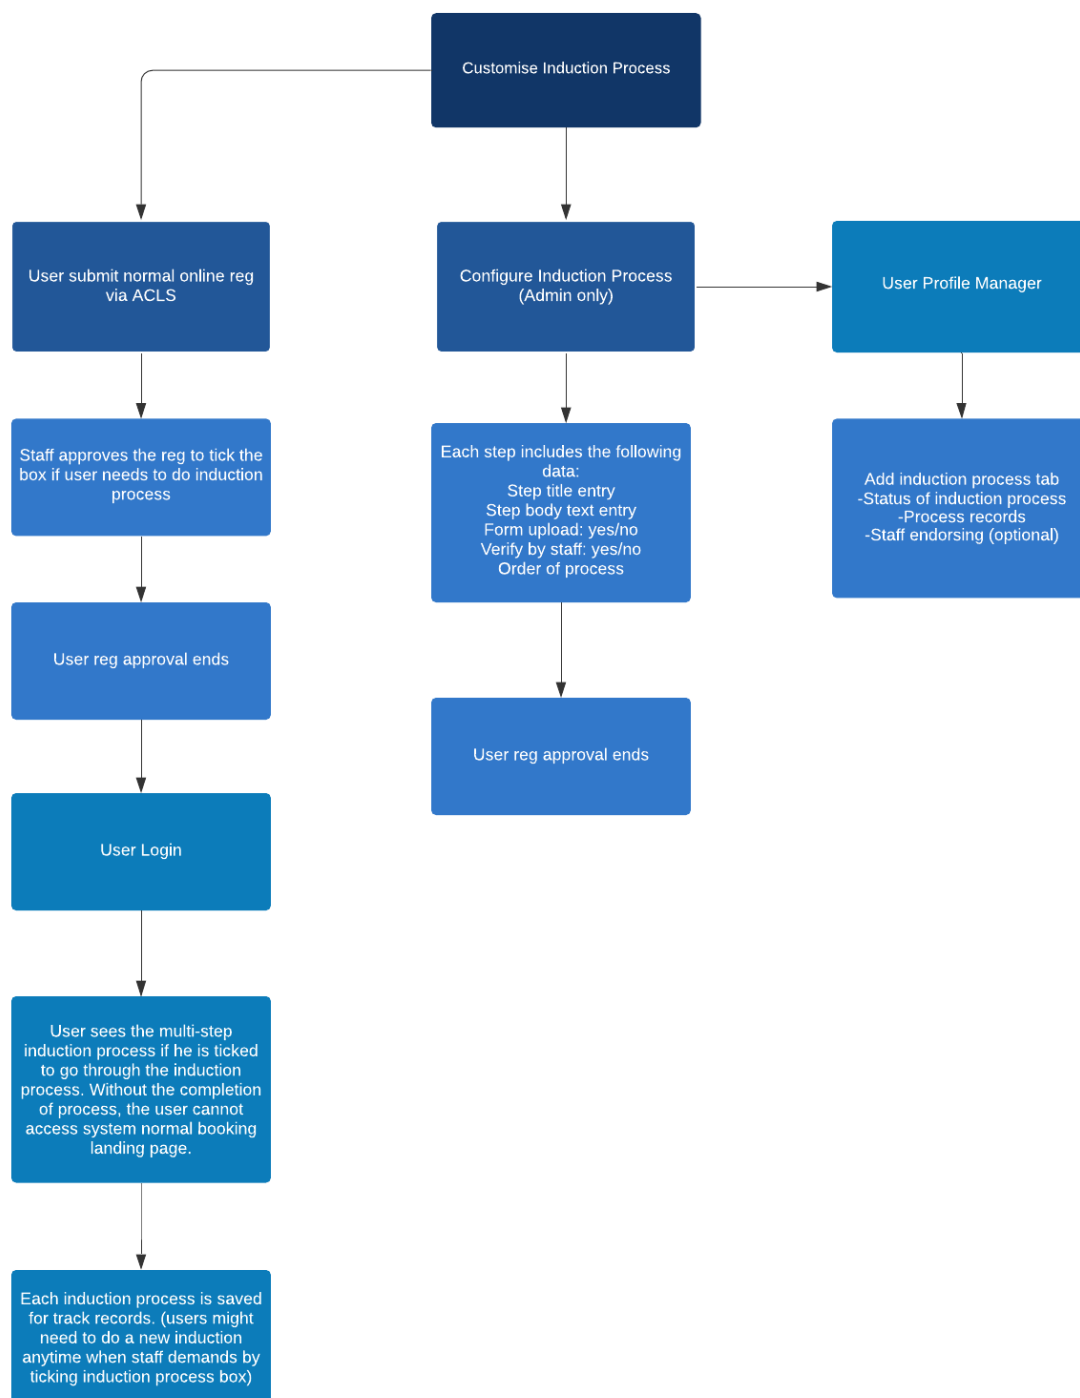 Customise Induction Process
User submit normal online reg
via ACLS
Configure Induction Process
(Admin only)
User Profile Manager
Staff approves the reg to tick the
box if user needs to do induction
process
Each step includes the following
data:
Step title entry
Step body text entry
Form upload: yes/no
Verify by staff: yes/no
Order of process
Add induction process tab
-Status of induction process
-Process records
-Staff endorsing (optional)
User reg approval ends
User reg approval ends
User Login
User sees the multi-step
induction process if he is ticked
to go through the induction
process. Without the completion
of process, the user cannot
access system normal booking
landing page.
Each induction process is saved
for track records. (users might
need to do a new induction
anytime when staff demands by
ticking induction process box)